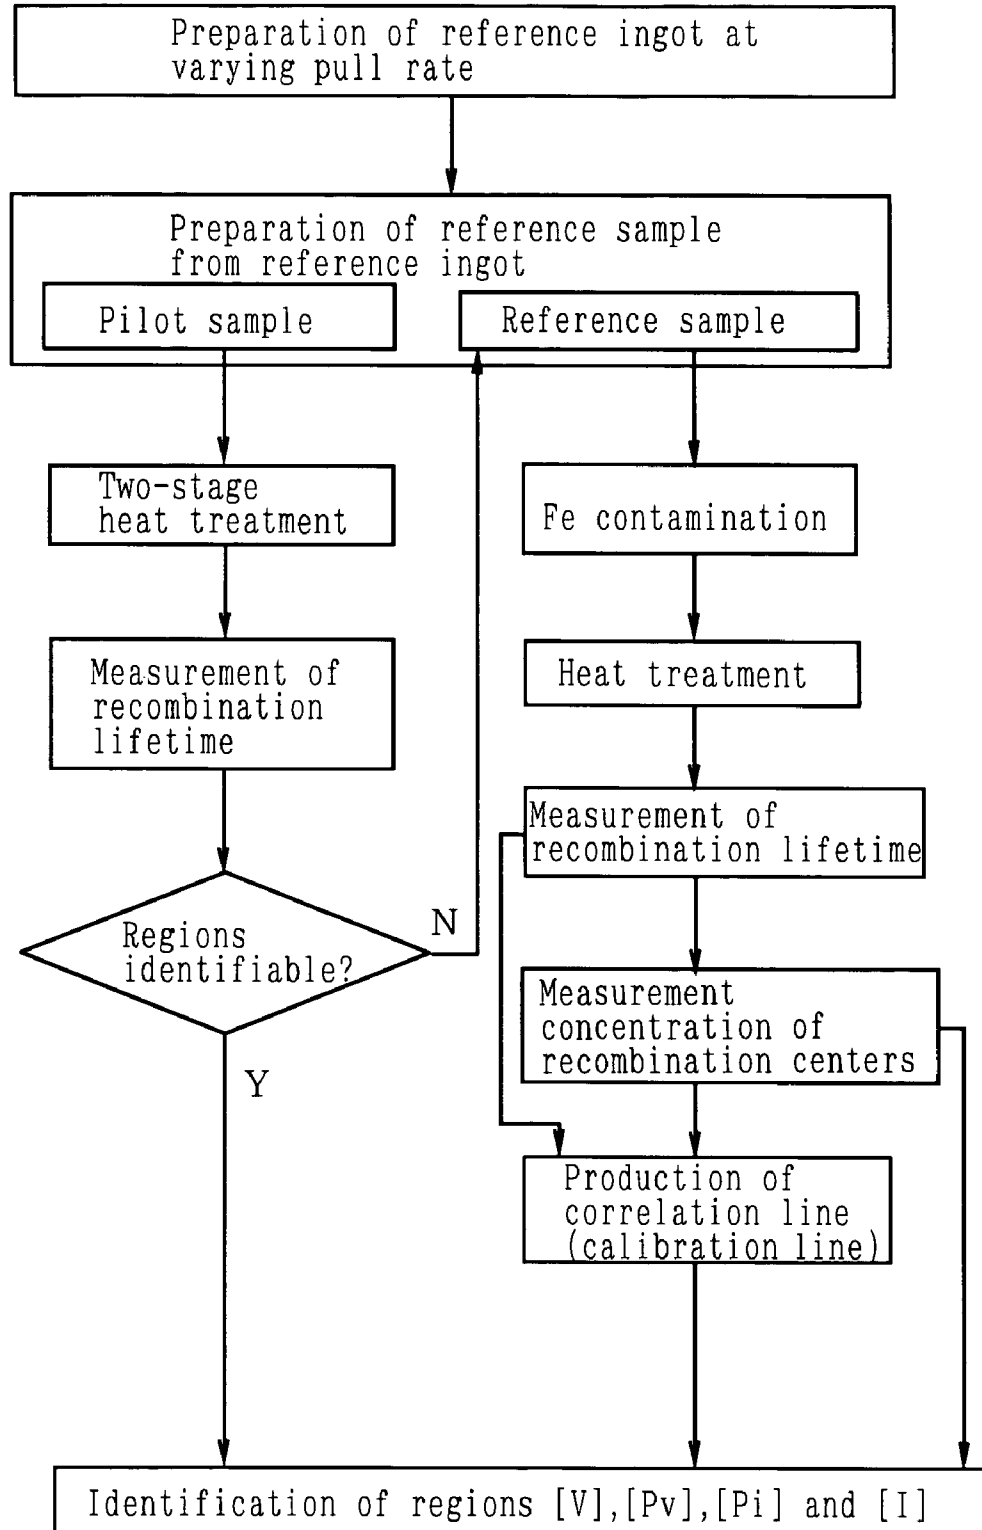 Preparation of reference ingot at
varying pull rate
Preparation of reference sample
from reference ingot
Pilot sample
Reference sample
Two-stage
heat treatment
Fe contamination
Measurement of
recombination
lifetime
Heat treatment
Measurement of
recombination lifetime
Regions
identifiable?
N
Y
Measurement
concentration of
recombination centers
Production of
correlation line
(calibration line)
Identification of regions [V],[Pv],[Pi] and [I]